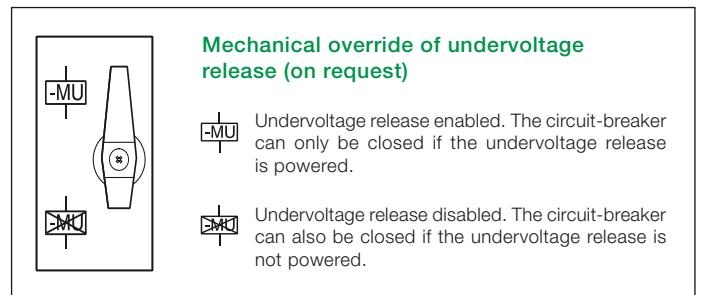 Mechanical override of undervoltage
release (on request)
-MU
-MU
-MU
Undervoltage release enabled. The circuit-breaker
can only be closed if the undervoltage release
is powered.
-MU
Undervoltage release disabled. The circuit-breaker
can also be closed if the undervoltage release is
not powered.